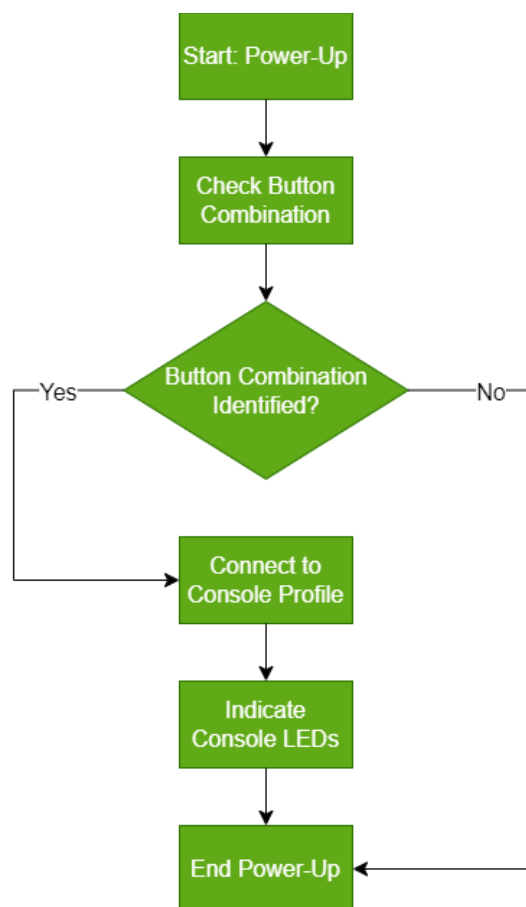 Start: Power-Up
Check Button
Combination
Button Combination
Identified?
Yes
No
Connect to
Console Profile
Indicate
Console LEDs
End Power-Up